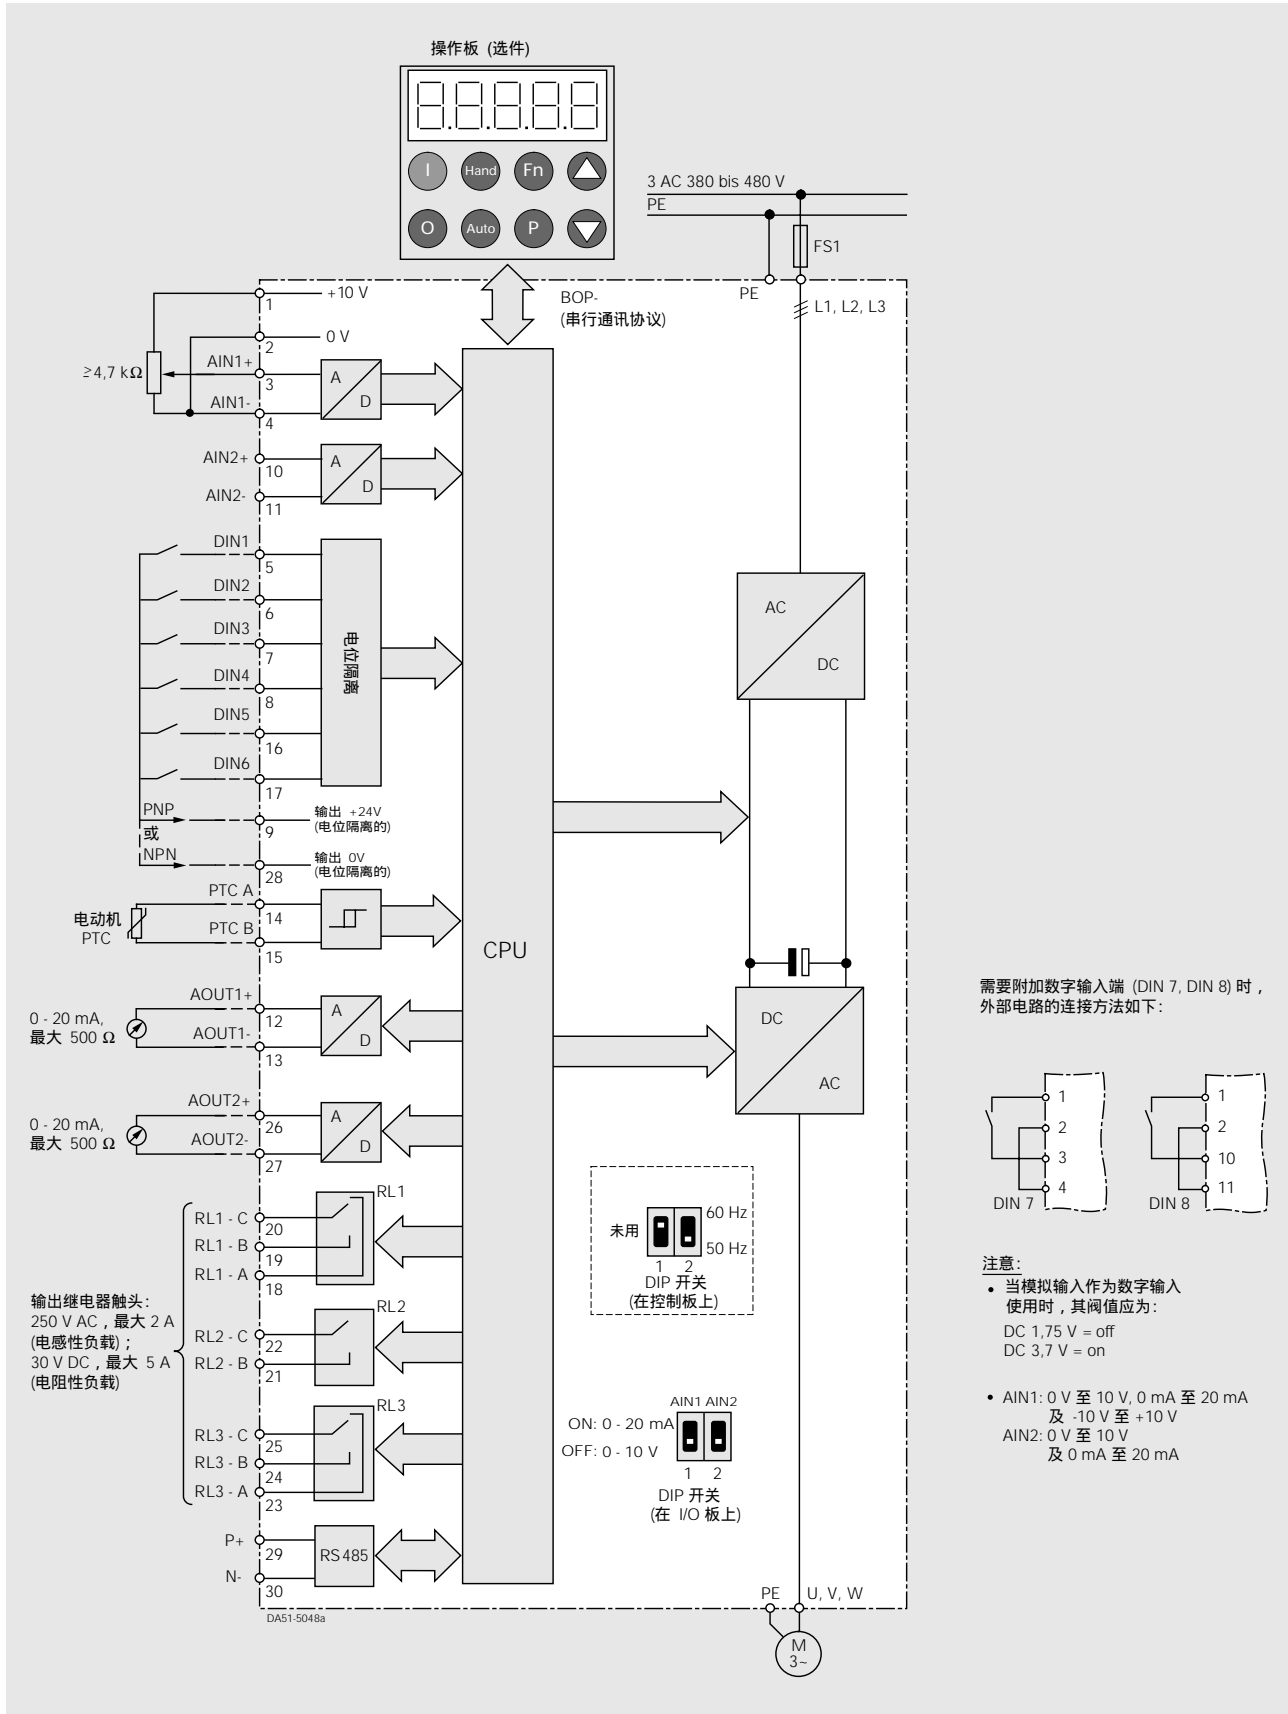 操作板 (选件)
I
Hand
Fn
O
Auto
P
3 AC 380 bis 480 V
PE
FS1
PE
L1, L2, L3
BOP-
(串行通讯协议)
1
+10 V
2
0 V
≥4,7 kΩ
AIN1+
3
AIN1-
4
A
D
AIN2+
10
AIN2-
11
A
D
DIN1
5
DIN2
6
DIN3
7
DIN4
8
DIN5
16
DIN6
17
电位隔离
PNP
或
NPN
9
输出 +24V
(电位隔离的)
28
输出 0V
(电位隔离的)
电动机
PTC
PTC A
14
PTC B
15
CPU
AC
DC
DC
AC
0 - 20 mA,
最大 500 Ω
AOUT1+
12
AOUT1-
13
A
D
0 - 20 mA,
最大 500 Ω
AOUT2+
26
AOUT2-
27
A
D
输出继电器触头:
250 V AC , 最大 2 A
(电感性负载) ;
30 V DC , 最大 5 A
(电阻性负载)
RL1
RL1 - C
20
RL1 - B
19
RL1 - A
18
RL2
RL2 - C
22
RL2 - B
21
RL3
RL3 - C
25
RL3 - B
24
RL3 - A
23
P+
29
N-
30
RS485
DA51-5048a
未用
60 Hz
50 Hz
1 2
DIP 开关
(在控制板上)
AIN1 AIN2
ON: 0 - 20 mA
OFF: 0 - 10 V
1 2
DIP 开关
(在 I/O 板上)
PE
U, V, W
M
3~
需要附加数字输入端 (DIN 7, DIN 8) 时 ,
外部电路的连接方法如下:
1
2
3
4
DIN 7
1
2
10
11
DIN 8
注意:
• 当模拟输入作为数字输入
使用时 , 其阀值应为:
DC 1,75 V = off
DC 3,7 V = on
• AIN1: 0 V 至 10 V, 0 mA 至 20 mA
及 -10 V 至 +10 V
AIN2: 0 V 至 10 V
及 0 mA 至 20 mA